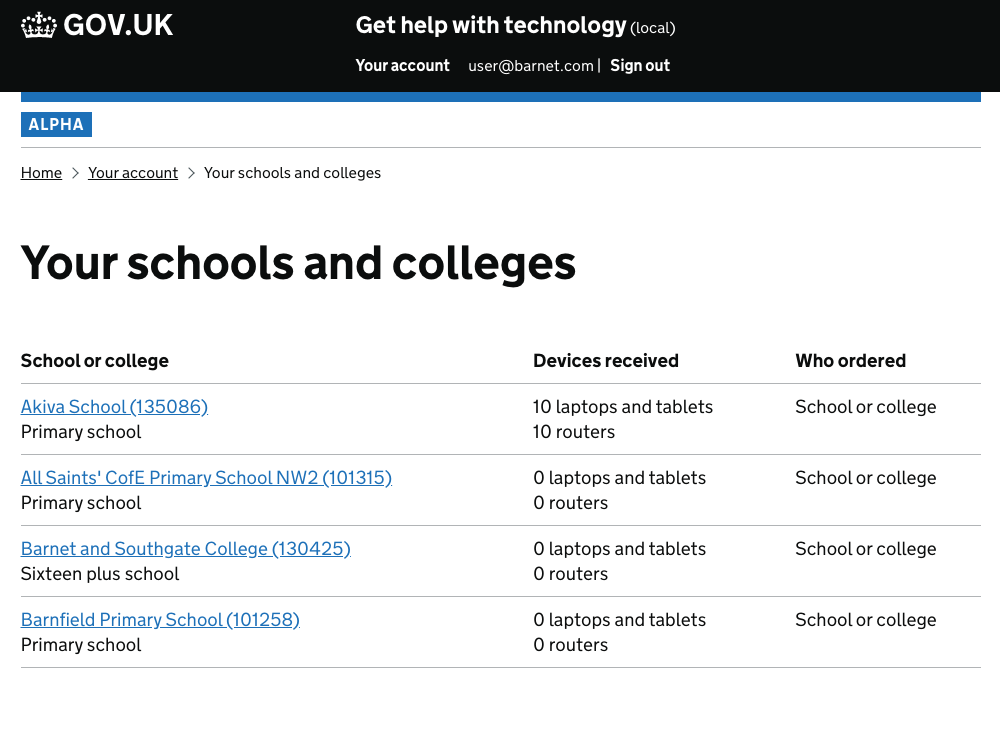 GOV.UK
Get help with technology (local)
Your account user@barnet.com | Sign out
ALPHA
Home > Your account > Your schools and colleges
Your schools and colleges
School or college Devices received Who ordered
Akiva School (135086) 10 laptops and tablets School or college
Primary school 10 routers
All Saints' CofE Primary School NW2 (101315) 0 laptops and tablets School or college
Primary school 0 routers
Barnet and Southgate College (130425) 0 laptops and tablets School or college
Sixteen plus school 0 routers
Barnfield Primary School (101258) 0 laptops and tablets School or college
Primary school 0 routers